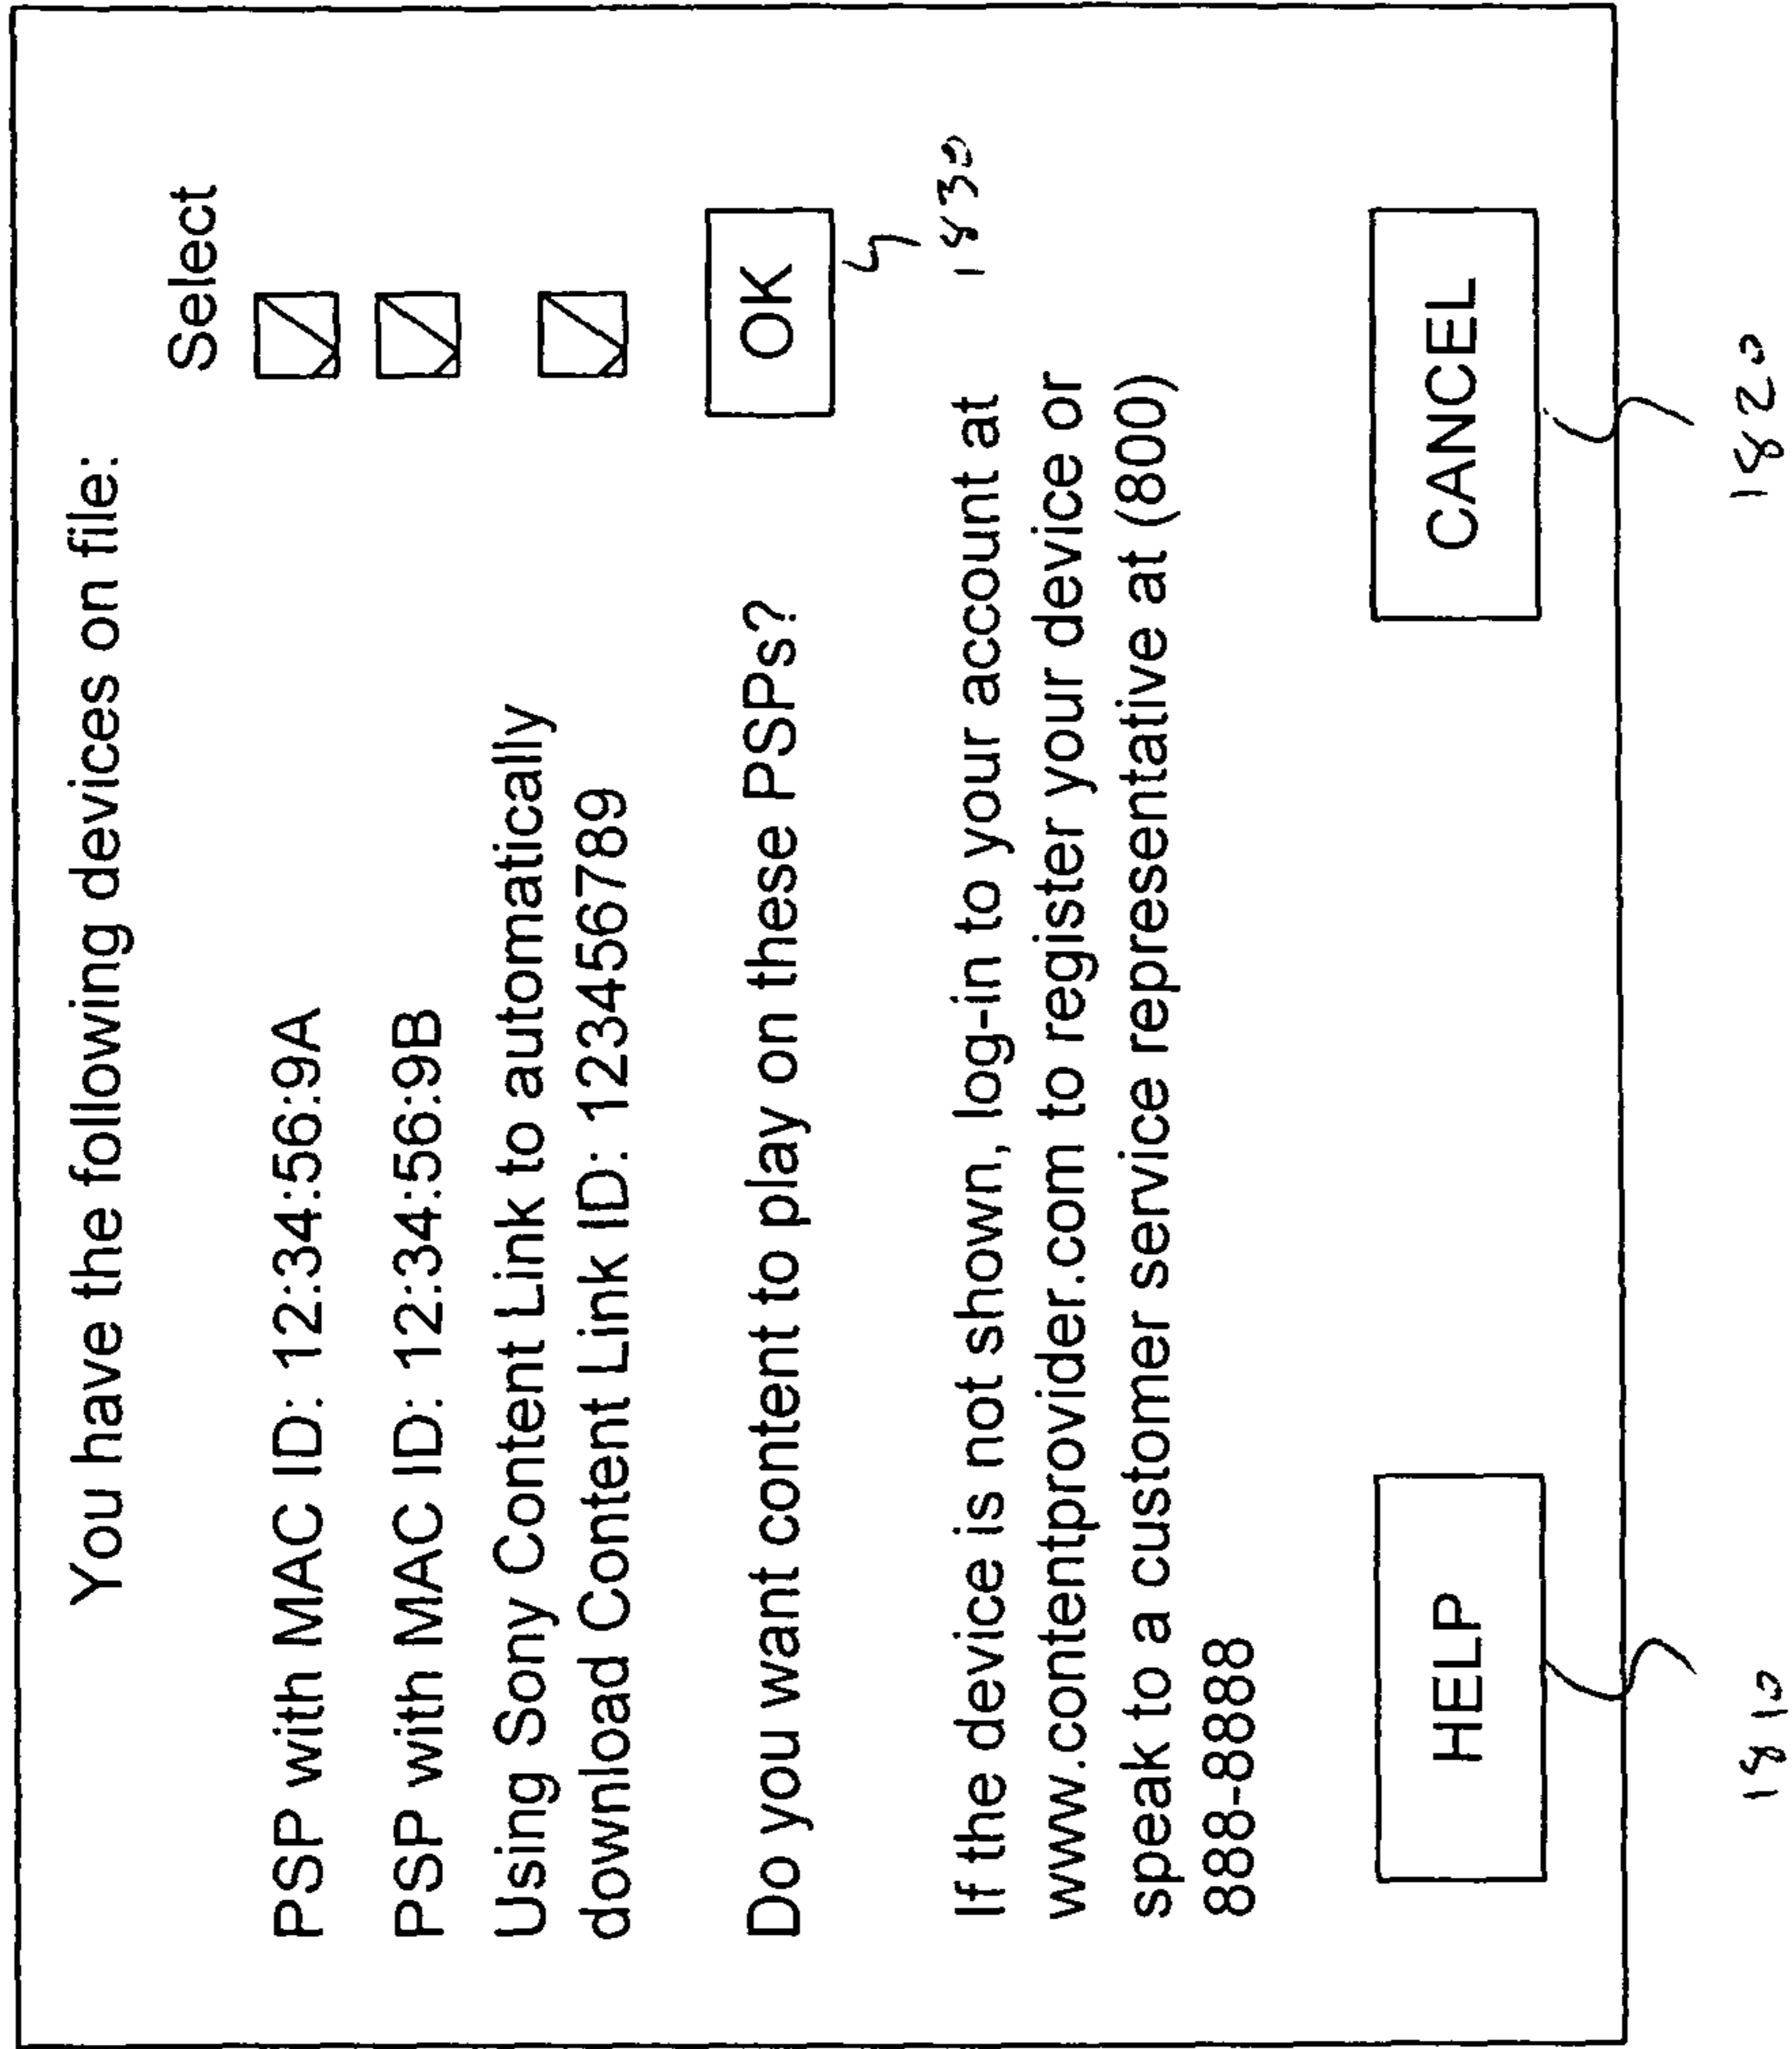 You have the following devices on file:
Select
PSP with MAC ID: 12:34:56:9A
PSP with MAC ID: 12:34:56:9B
Using Sony Content Link to automatically
download Content Link ID: 123456789
Do you want content to play on these PSPs?
OK
1830
If the device is not shown, log-in to your account at
www.contentprovider.com to register your device or
speak to a customer service representative at (800)
888-8888
HELP
CANCEL
1810
1820